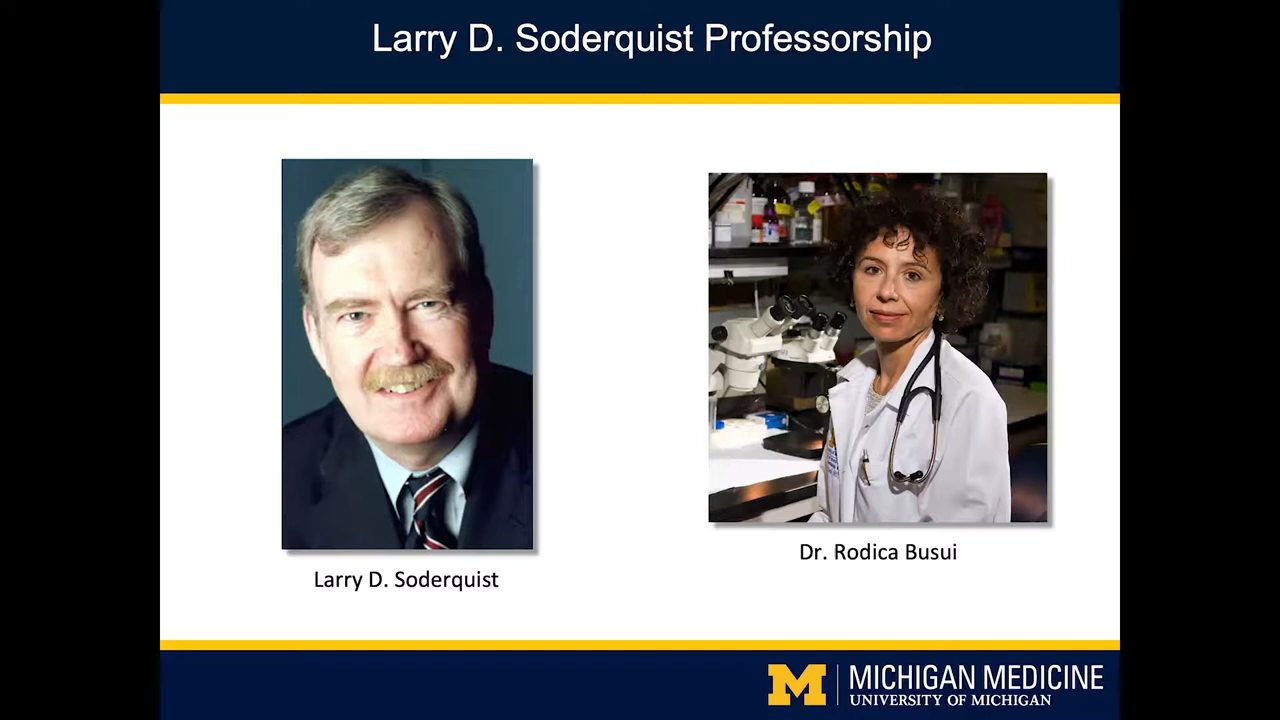 Larry D. Soderquist Professorship
Larry D. Soderquist
Dr. Rodica Busui
M
MICHIGAN MEDICINE
UNIVERSITY OF MICHIGAN